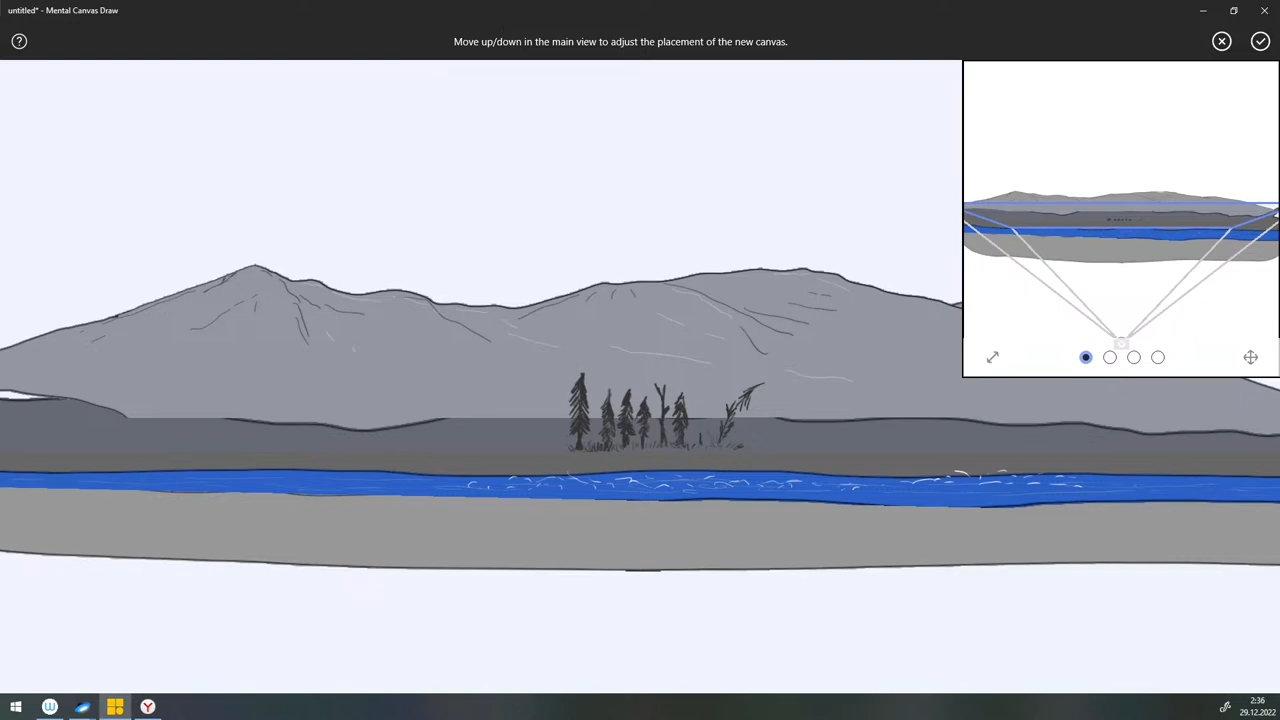 untitled* - Mental Canvas Draw
Move up/down in the main view to adjust the placement of the new canvas.
2:36
29.12.2022